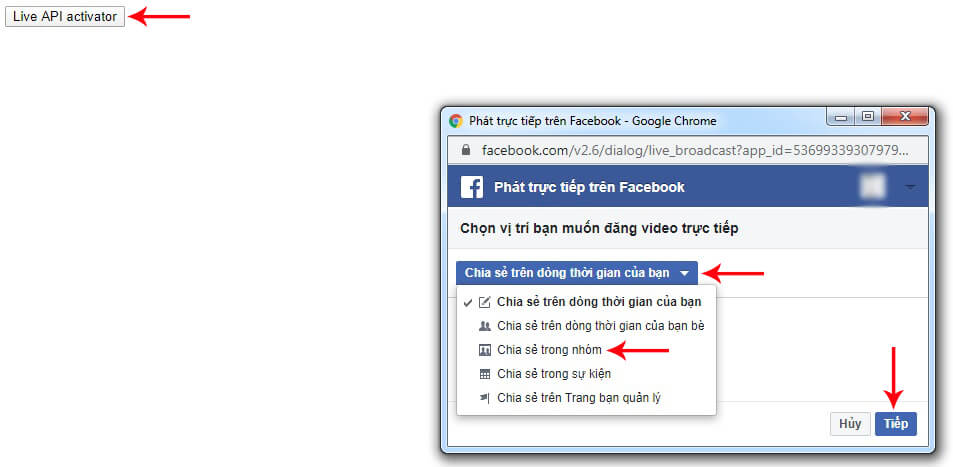 Live API activator
Phát trực tiếp trên Facebook - Google Chrome
facebook.com/v2.6/dialog/live_broadcast?app_id=53699339307979...
Phát trực tiếp trên Facebook
Chọn vị trí bạn muốn đăng video trực tiếp
Chia sẻ trên dòng thời gian của bạn
Chia sẻ trên dòng thời gian của bạn
Chia sẻ trên dòng thời gian của bạn bè
Chia sẻ trong nhóm
Chia sẻ trong sự kiện
Chia sẻ trên Trang bạn quản lý
Hủy Tiếp